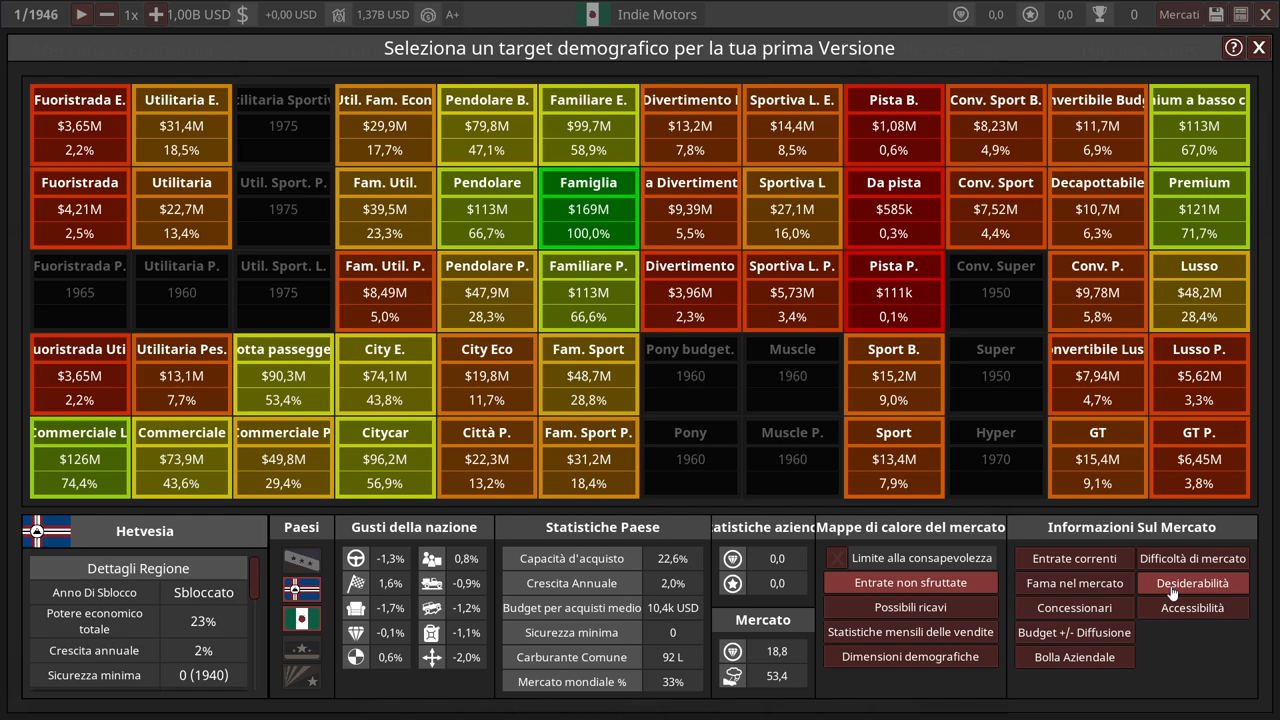 1/1946 1x 1,00B USD +0,00 USD 1,37B USD A+ Indie Motors 0,0 0,0 0 Mercati
Seleziona un target demografico per la tua prima Versione
Fuoristrada E. Utilitaria E. ilitaria Sportiv Util. Fam. Econ Pendolare B. Familiare E. Divertimento Sportiva L. E. Pista B. Conv. Sport B. nvertibile Budg ium a basso c
$3,65M $31,4M 1975 $29,9M $79,8M $99,7M $13,2M $14,4M $1,08M $8,23M $11,7M $113M
2,2% 18,5% 17,7% 47,1% 58,9% 7,8% 8,5% 0,6% 4,9% 6,9% 67,0%
Fuoristrada Utilitaria Util. Sport. P. Fam. Util. Pendolare Famiglia a Divertiment Sportiva L Da pista Conv. Sport Decapottabile Premium
$4,21M $22,7M 1975 $39,5M $113M $169M $9,39M $27,1M $585k $7,52M $10,7M $121M
2,5% 13,4% 23,3% 66,7% 100,0% 5,5% 16,0% 0,3% 4,4% 6,3% 71,7%
Fuoristrada P. Utilitaria P. Util. Sport. L. Fam. Util. P. Pendolare P. Familiare P. Divertimento Sportiva L. P. Pista P. Conv. Super Conv. P. Lusso
1965 1960 1975 $8,49M $47,9M $113M $3,96M $5,73M $111k 1950 $9,78M $48,2M
5,0% 28,3% 66,6% 2,3% 3,4% 0,1% 5,8% 28,4%
uoristrada Uti Utilitaria Pes. otta passegge City E. City Eco Fam. Sport Pony budget. Muscle Sport B. Super onvertibile Lus Lusso P.
$3,65M $13,1M $90,3M $74,1M $19,8M $48,7M 1960 1960 $15,2M 1950 $7,94M $5,62M
2,2% 7,7% 53,4% 43,8% 11,7% 28,8% 9,0% 4,7% 3,3%
Commerciale L Commerciale Commerciale P Citycar Città P. Fam. Sport P. Pony Muscle P. Sport Hyper GT GT P.
$126M $73,9M $49,8M $96,2M $22,3M $31,2M 1960 1960 $13,4M 1970 $15,4M $6,45M
74,4% 43,6% 29,4% 56,9% 13,2% 18,4% 7,9% 9,1% 3,8%
Hetvesia
Dettagli Regione
Anno Di Sblocco Sbloccato
Potere economico
totale 23%
Crescita annuale 2%
Sicurezza minima 0 (1940)
Paesi
Gusti della nazione
-1,3% 0,8%
1,6% -0,9%
-1,7% -1,2%
-0,1% -1,1%
0,6% -2,0%
Statistiche Paese
Capacità d'acquisto 22,6%
Crescita Annuale 2,0%
Budget per acquisti medio 10,4k USD
Sicurezza minima 0
Carburante Comune 92 L
Mercato mondiale % 33%
atistiche aziend
0,0
0,0
Mercato
18,8
53,4
Mappe di calore del mercato
Limite alla consapevolezza
Entrate non sfruttate
Possibili ricavi
Statistiche mensili delle vendite
Dimensioni demografiche
Informazioni Sul Mercato
Entrate correnti Difficoltà di mercato
Fama nel mercato Desiderabilità
Concessionari Accessibilità
Budget +/- Diffusione
Bolla Aziendale